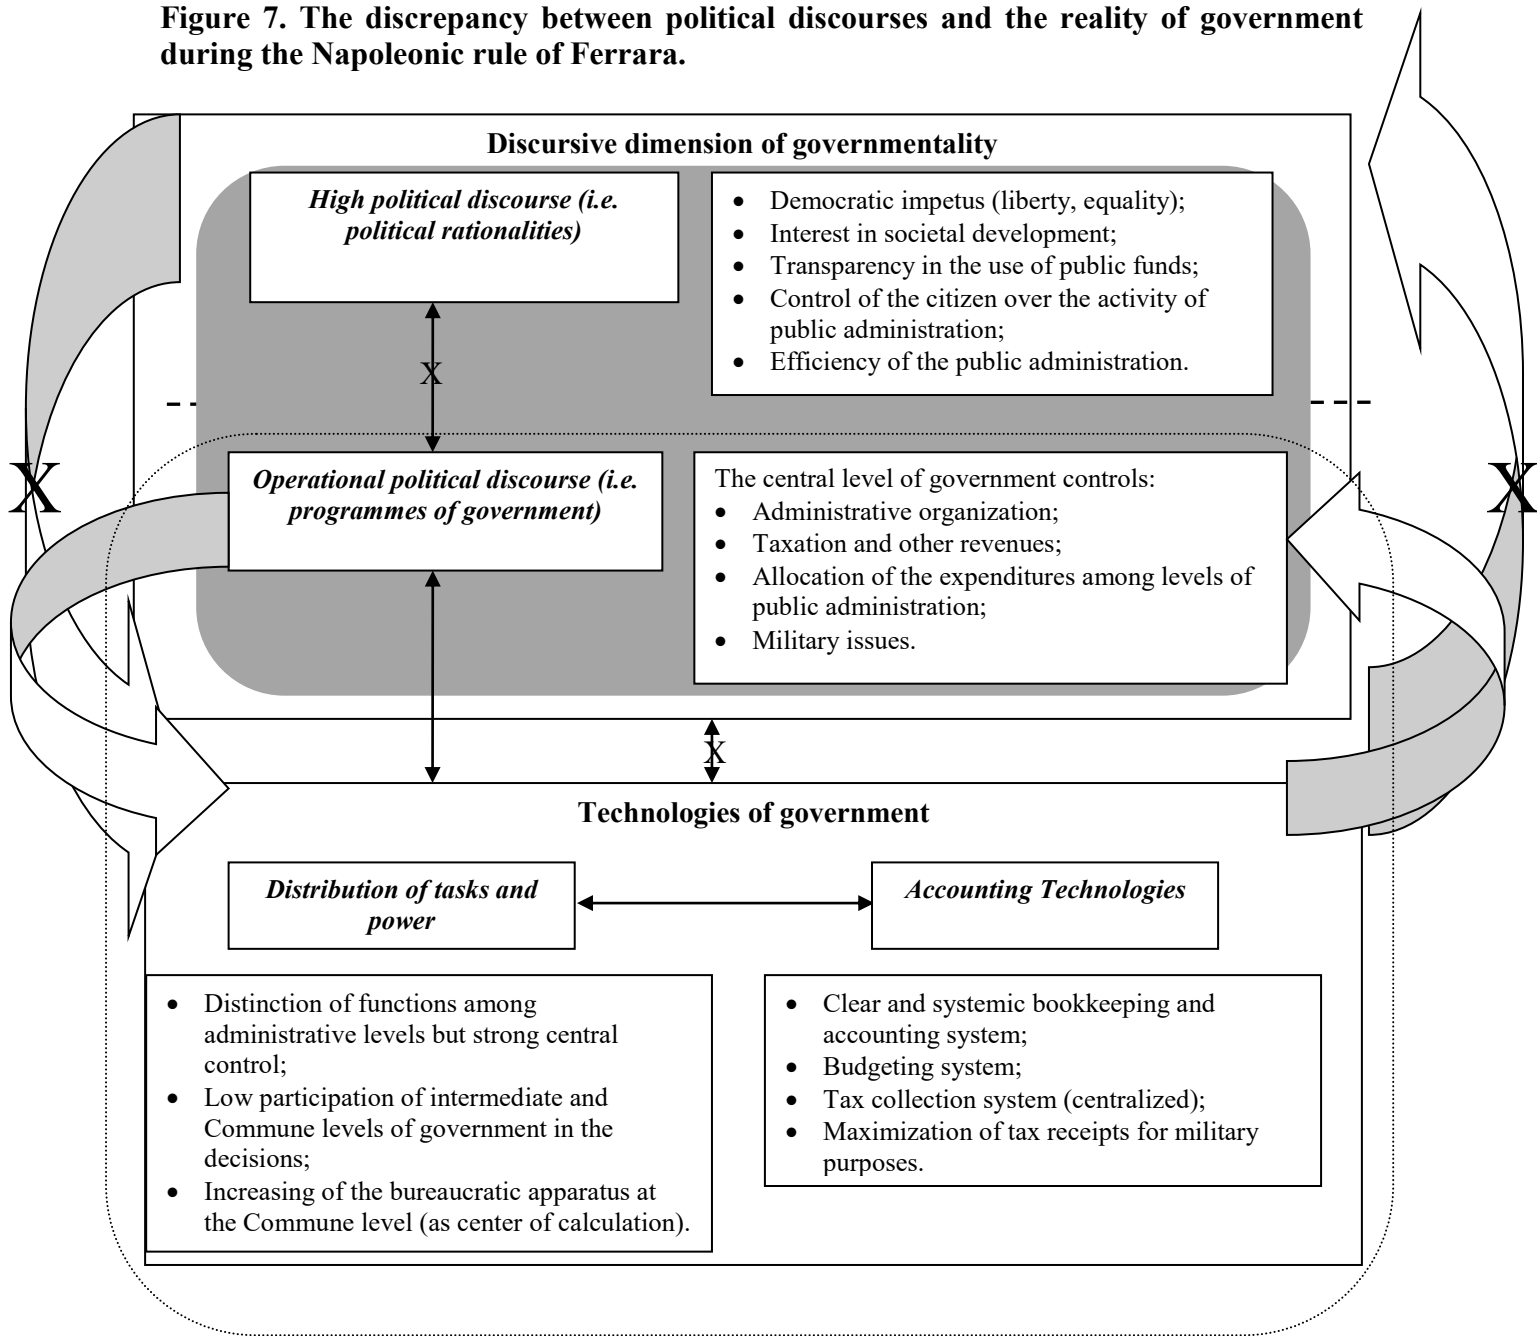 Figure 7. The discrepancy between political discourses and the reality of government
during the Napoleonic rule of Ferrara.
Discursive dimension of governmentality
High political discourse (i.e.
political rationalities)
• Democratic impetus (liberty, equality);
• Interest in societal development;
• Transparency in the use of public funds;
• Control of the citizen over the activity of
public administration;
• Efficiency of the public administration.
X
X
X
Operational political discourse (i.e.
programmes of government)
The central level of government controls:
• Administrative organization;
• Taxation and other revenues;
• Allocation of the expenditures among levels of
public administration;
• Military issues.
X
Technologies of government
Distribution of tasks and
power
Accounting Technologies
• Distinction of functions among
administrative levels but strong central
control;
• Low participation of intermediate and
Commune levels of government in the
decisions;
• Increasing of the bureaucratic apparatus at
the Commune level (as center of calculation).
• Clear and systemic bookkeeping and
accounting system;
• Budgeting system;
• Tax collection system (centralized);
• Maximization of tax receipts for military
purposes.